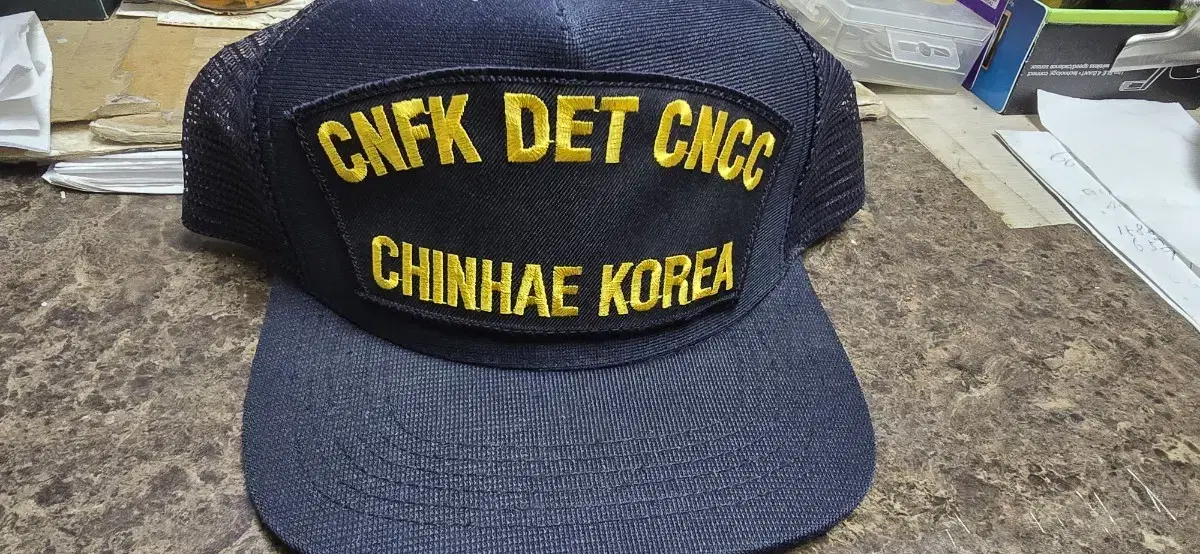 CNFK DET CNCC
CHINHAE KOREA